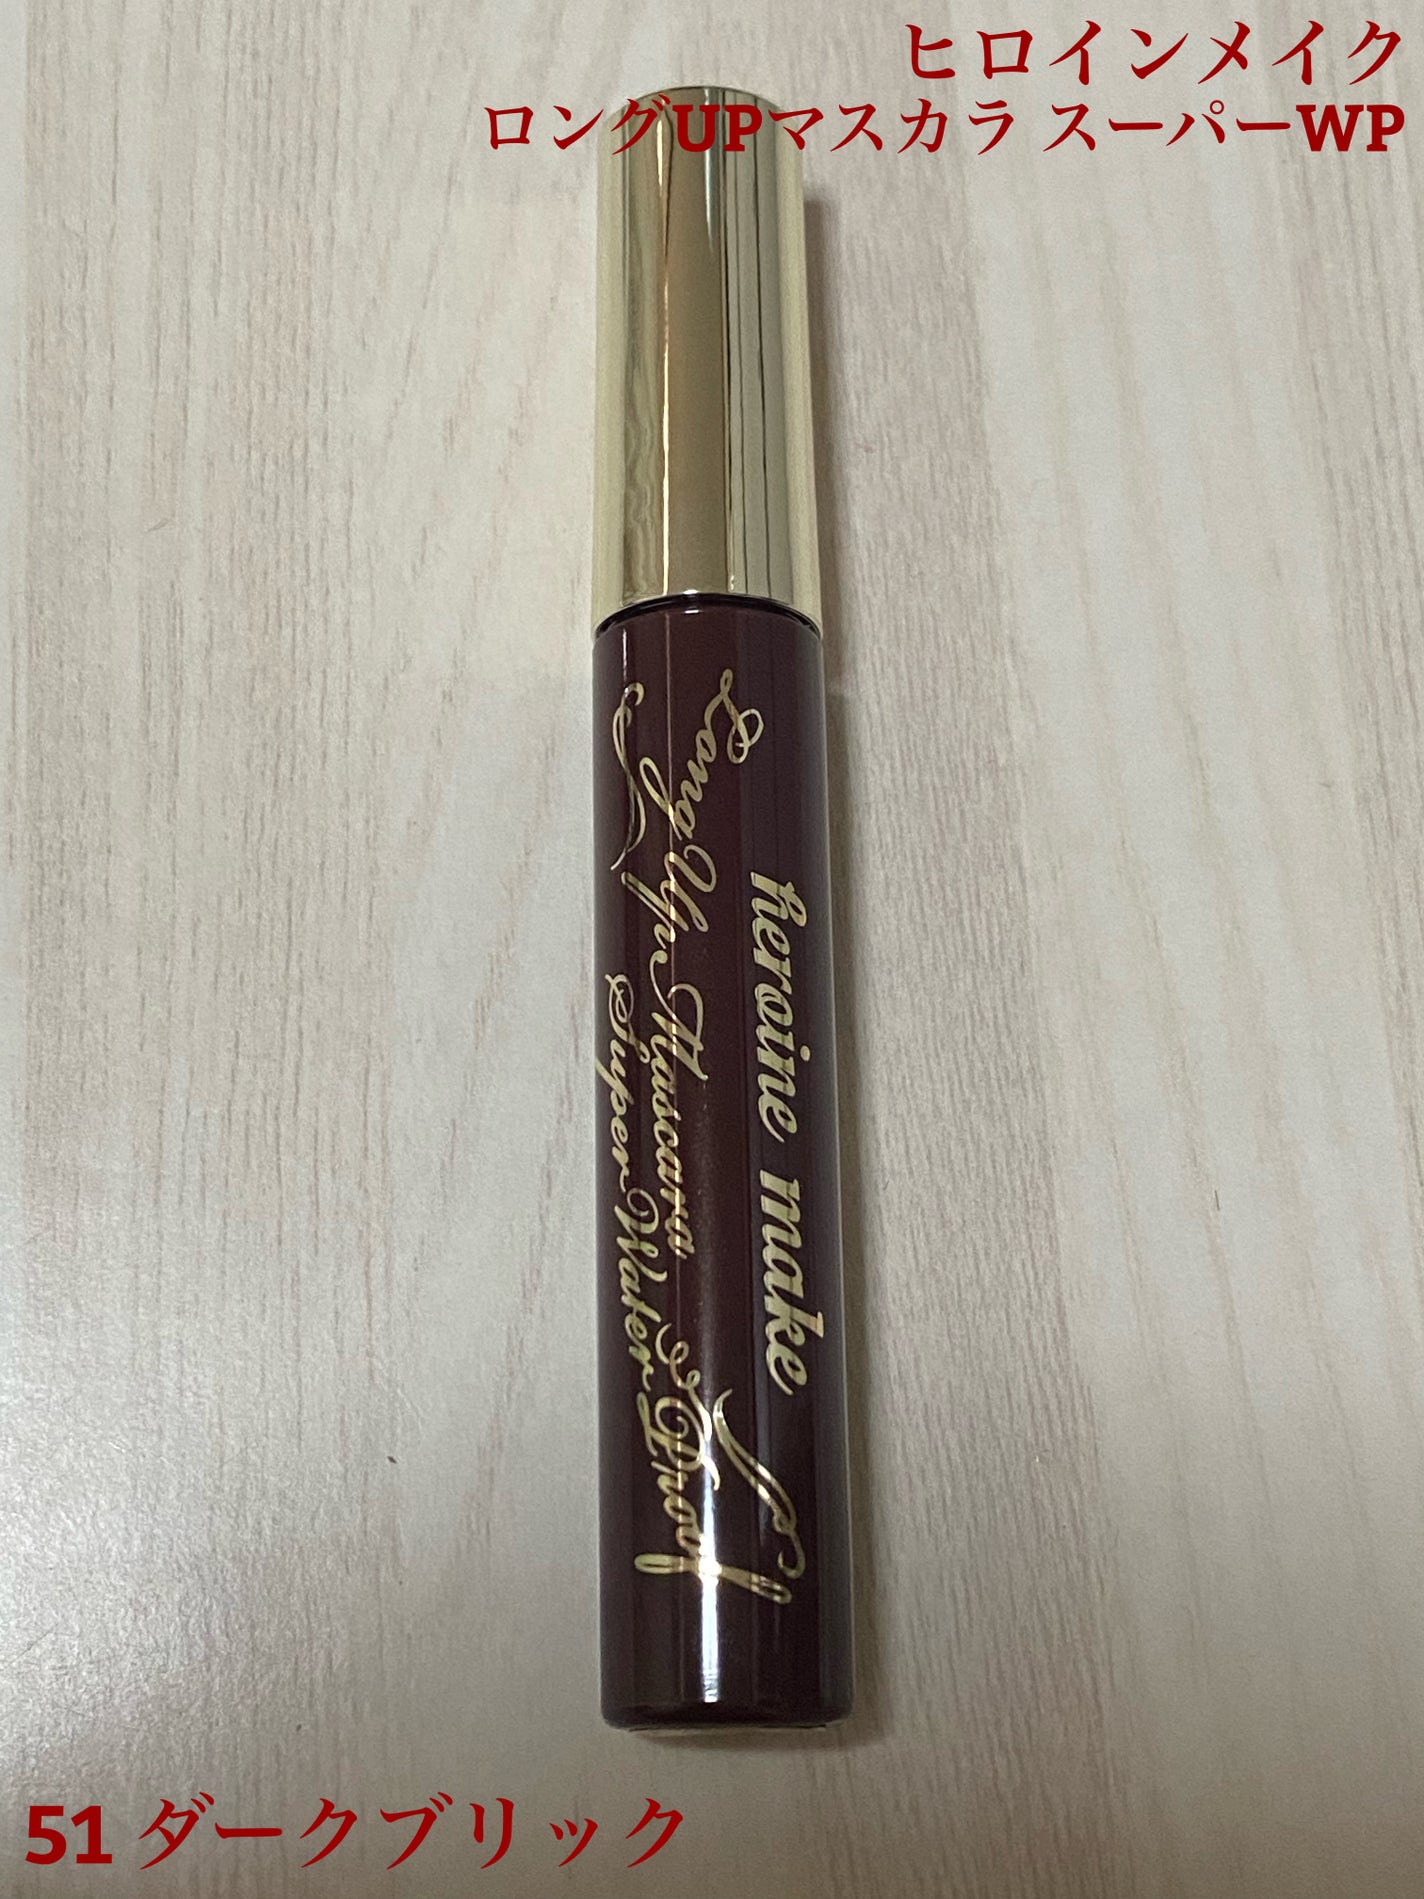 ヒロインメイク
ロングUPマスカラ スーパーWP
heroine make
Long Up Mascara
Super Water Proof
51 ダークブリック